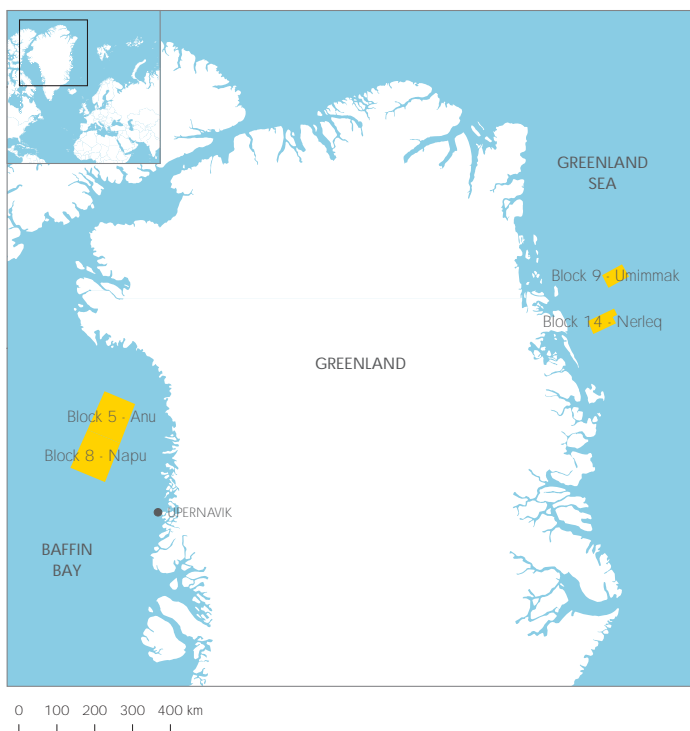 GREENLAND
SEA
Block 9 - Umimmak
Block 14 - Nerleq
GREENLAND
Block 5 - Anu
Block 8 - Napu
UPERNAVIK
BAFFIN
BAY
0 100 200 300 400 km